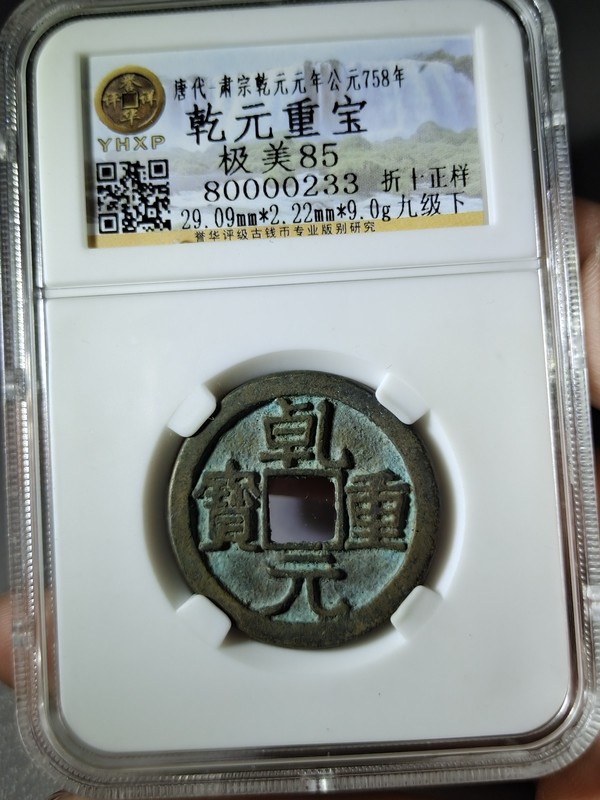 唐代-肃宗乾元元年公元758年
乾元重宝
YHXP
极美85
80000233 折十正样
29.09mm*2.22mm*9.0g 九级下
誉华评级古钱币专业版别研究
乾
寶 重
元